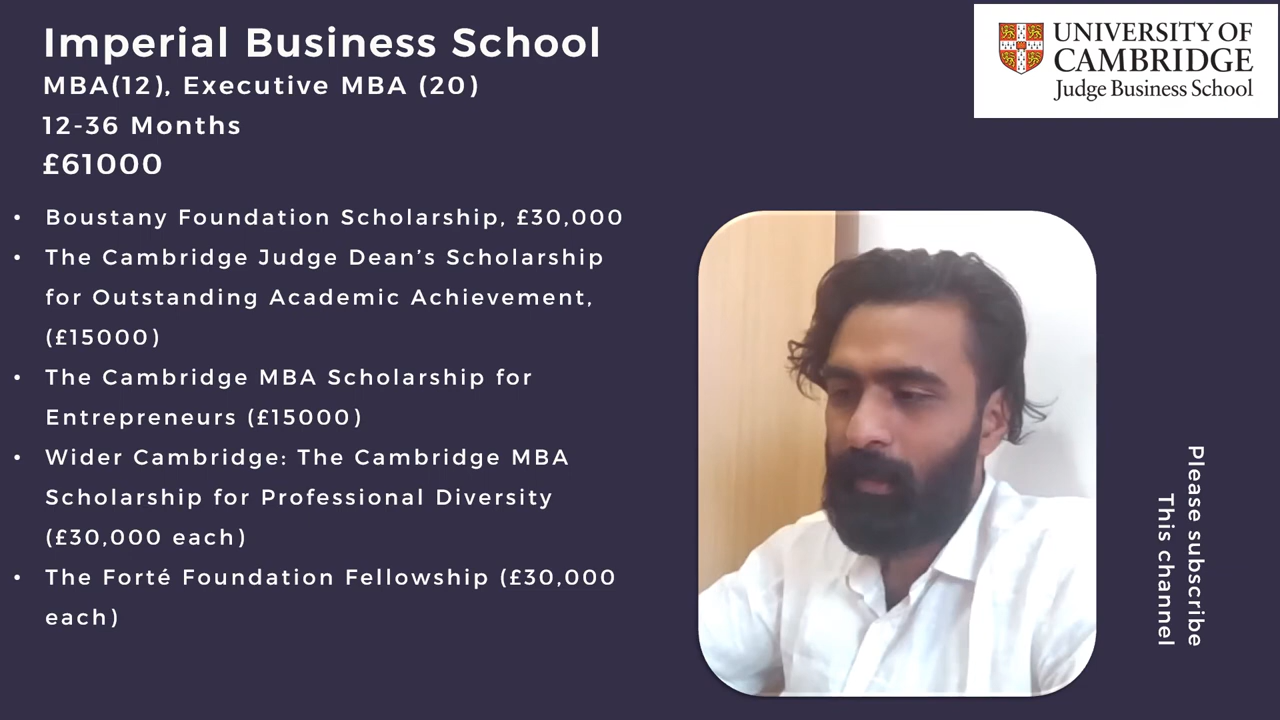 Imperial Business School
MBA(12), Executive MBA (20)
12-36 Months
£61000
• Boustany Foundation Scholarship, £30,000
• The Cambridge Judge Dean’s Scholarship
for Outstanding Academic Achievement,
(£15000)
• The Cambridge MBA Scholarship for
Entrepreneurs (£15000)
• Wider Cambridge: The Cambridge MBA
Scholarship for Professional Diversity
(£30,000 each)
• The Forté Foundation Fellowship (£30,000
each)
UNIVERSITY OF
CAMBRIDGE
Judge Business School
Please subscribe
This channel